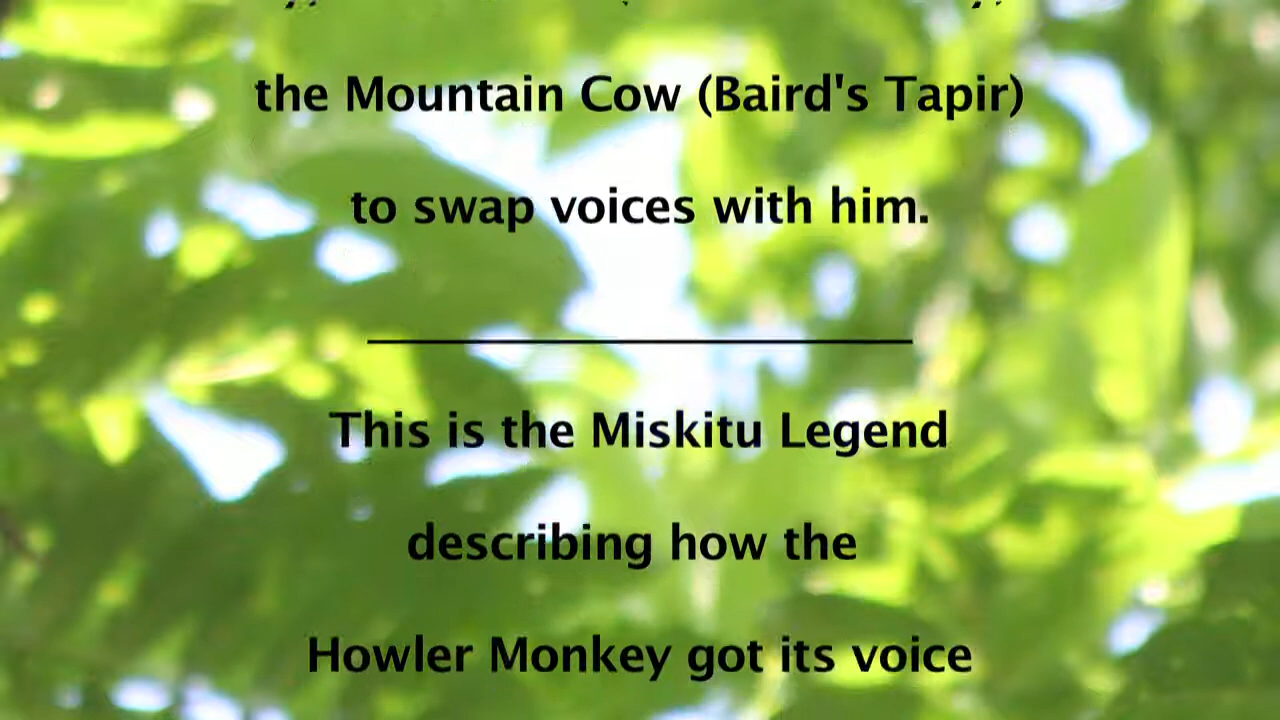 the Mountain Cow (Baird's Tapir)
to swap voices with him.
This is the Miskitu Legend
describing how the
Howler Monkey got its voice